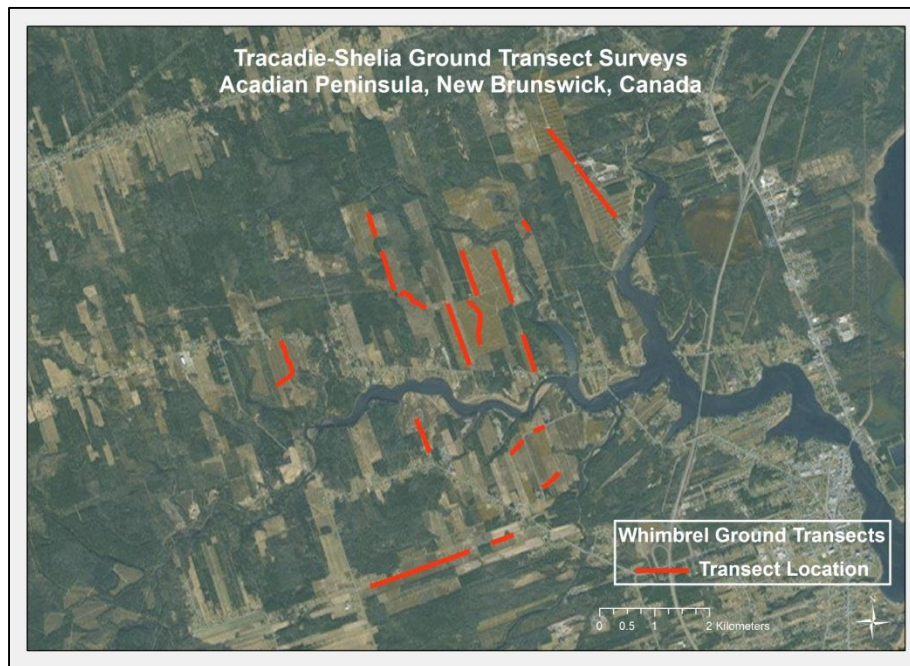 Tracadie-Shelia Ground Transect Surveys
Acadian Peninsula, New Brunswick, Canada
Whimbrel Ground Transects
Transect Location
0 0.5 1 2 Kilometers